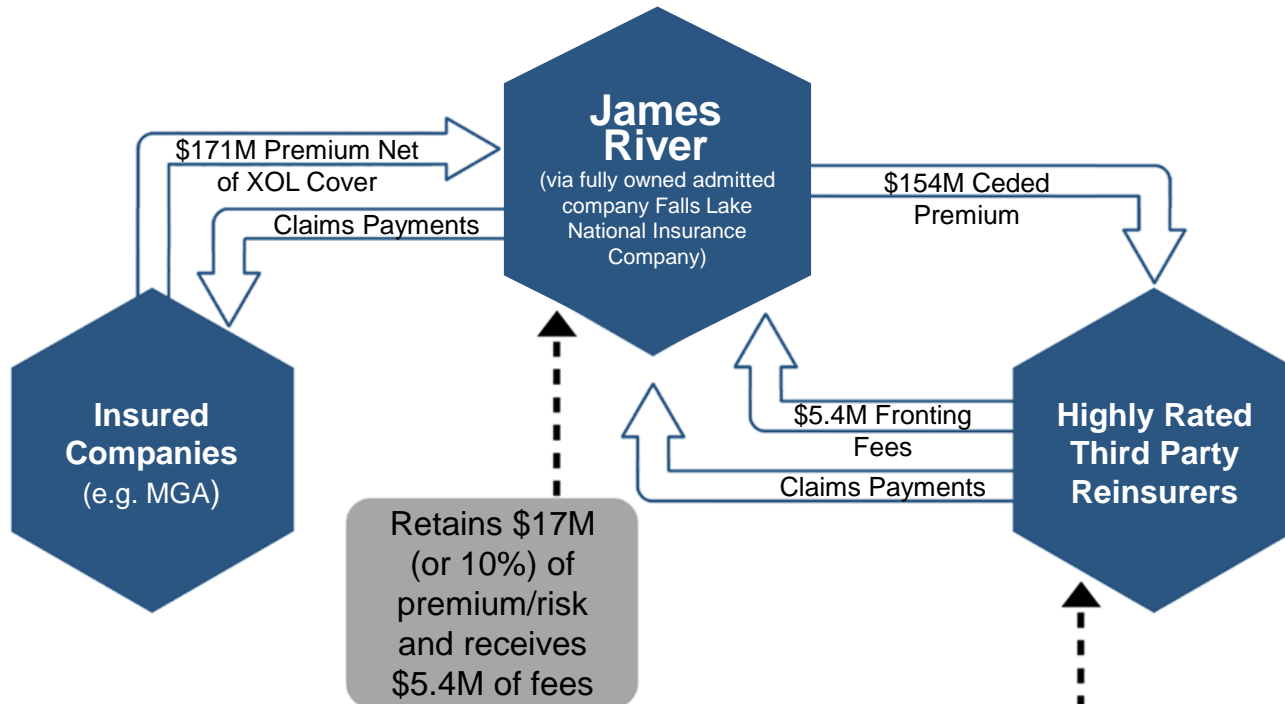 James
River
(via fully owned admitted
company Falls Lake
National Insurance
Company)
$171M Premium Net
of XOL Cover
Claims Payments
$154M Ceded
Premium
Insured
Companies
(e.g. MGA)
$5.4M Fronting
Fees
Claims Payments
Highly Rated
Third Party
Reinsurers
Retains $17M
(or 10%) of
premium/risk
and receives
$5.4M of fees